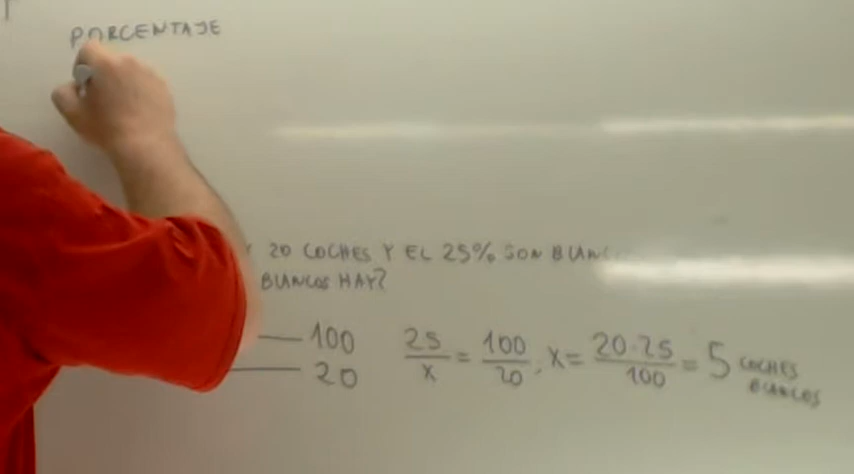 PORCENTAJE
20 COCHES Y EL 25% SON
BLANCOS HAY?
— 100
— 20
25/x = 100/20, x = 20·25/100 = 5 COCHES BLANCOS